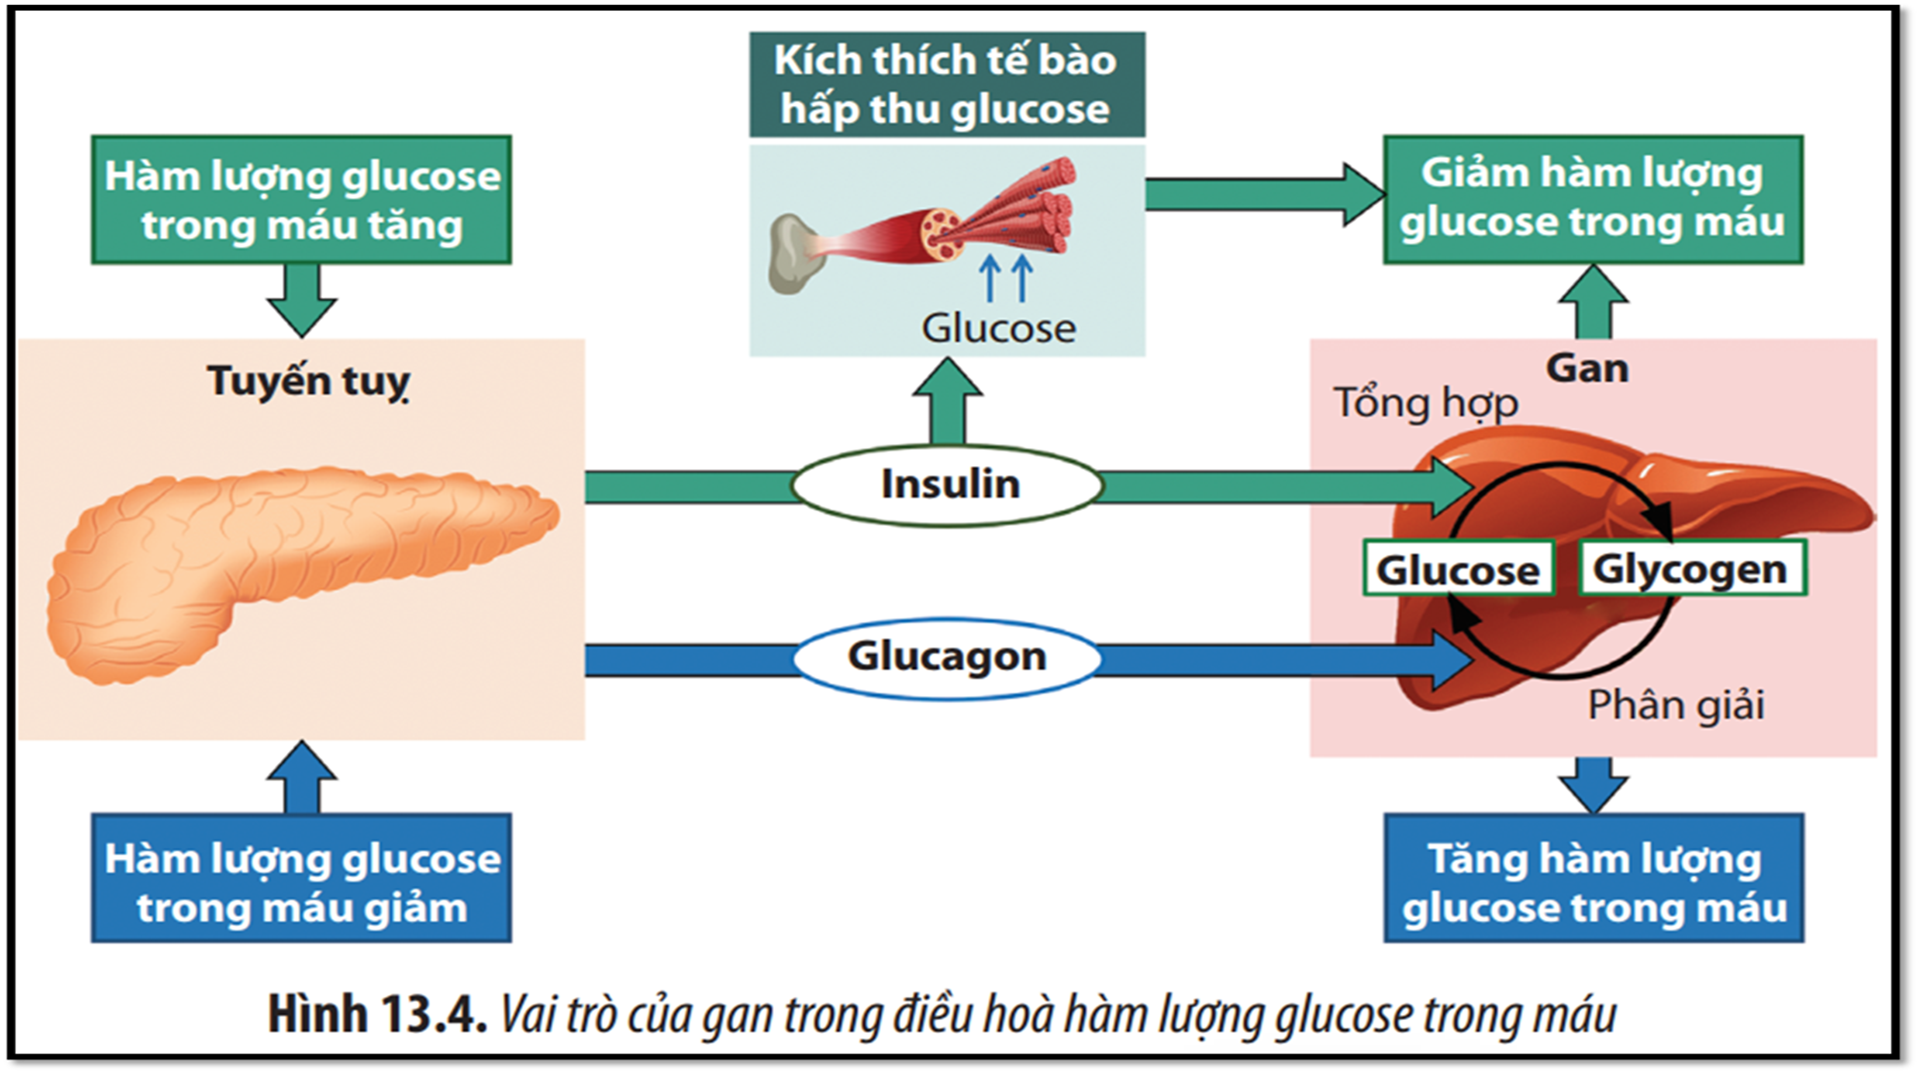 Kích thích tế bào
hấp thu glucose
Hàm lượng glucose
trong máu tăng
Giảm hàm lượng
glucose trong máu
Glucose
Tuyến tuỵ
Gan
Tổng hợp
Insulin
Glucose
Glycogen
Glucagon
Phân giải
Hàm lượng glucose
trong máu giảm
Tăng hàm lượng
glucose trong máu
Hình 13.4. Vai trò của gan trong điều hoà hàm lượng glucose trong máu